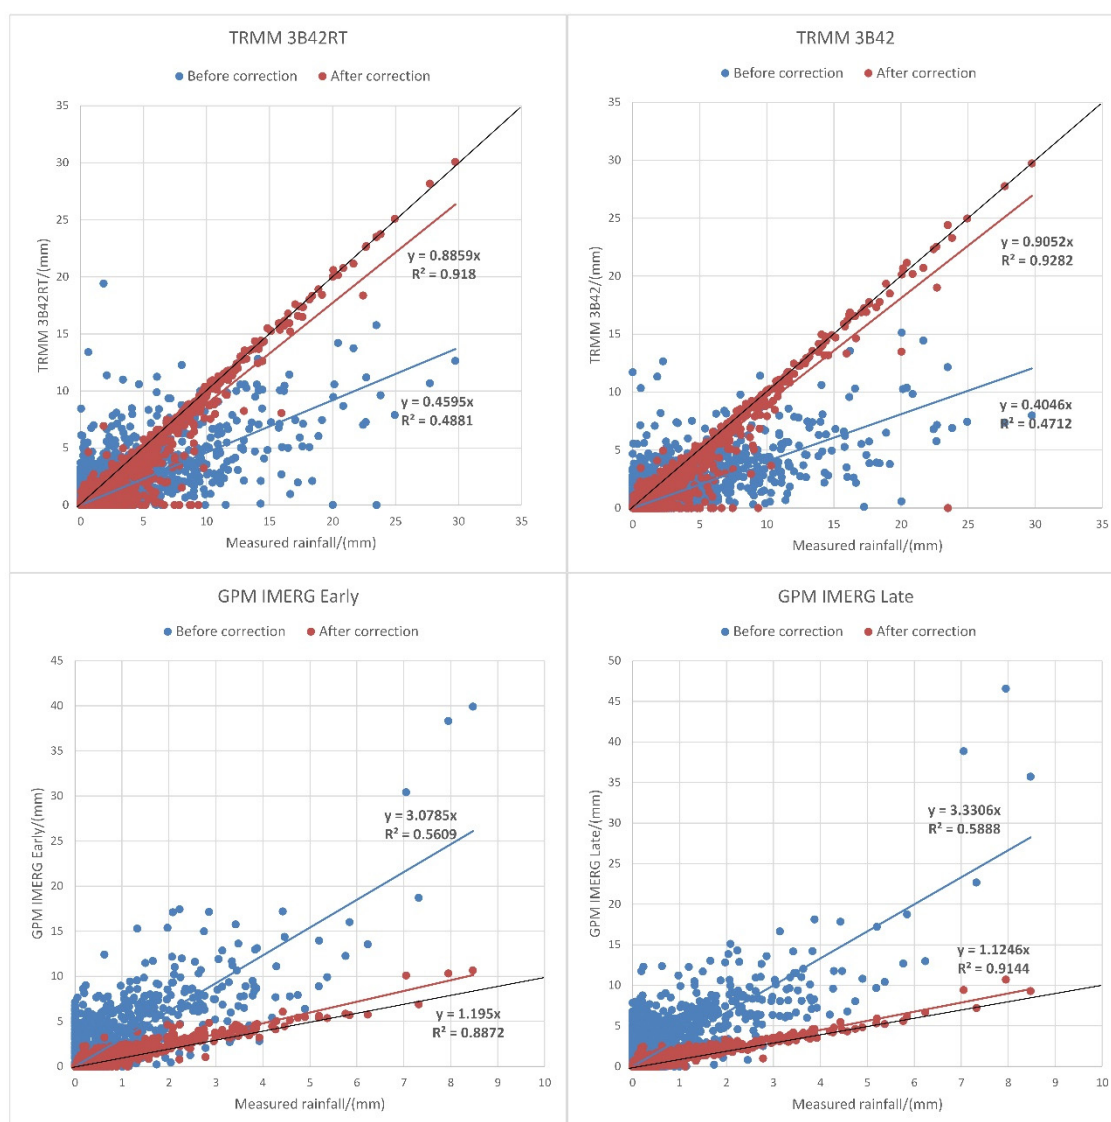 TRMM 3B42RT
Before correction After correction
35
30
25
20
15
10
5
0
TRMM 3B42RT/(mm)
y = 0.8859x
R² = 0.918
y = 0.4595x
R² = 0.4881
0 5 10 15 20 25 30 35
Measured rainfall/(mm)
TRMM 3B42
Before correction After correction
35
30
25
20
15
10
5
0
TRMM 3B42/(mm)
y = 0.9052x
R² = 0.9282
y = 0.4046x
R² = 0.4712
0 5 10 15 20 25 30 35
Measured rainfall/(mm)
GPM IMERG Early
Before correction After correction
45
40
35
30
25
20
15
10
5
0
GPM IMERG Early/(mm)
y = 3.0785x
R² = 0.5609
y = 1.195x
R² = 0.8872
0 1 2 3 4 5 6 7 8 9 10
Measured rainfall/(mm)
GPM IMERG Late
Before correction After correction
50
45
40
35
30
25
20
15
10
5
0
GPM IMERG Late/(mm)
y = 3.3306x
R² = 0.5888
y = 1.1246x
R² = 0.9144
0 1 2 3 4 5 6 7 8 9 10
Measured rainfall/(mm)